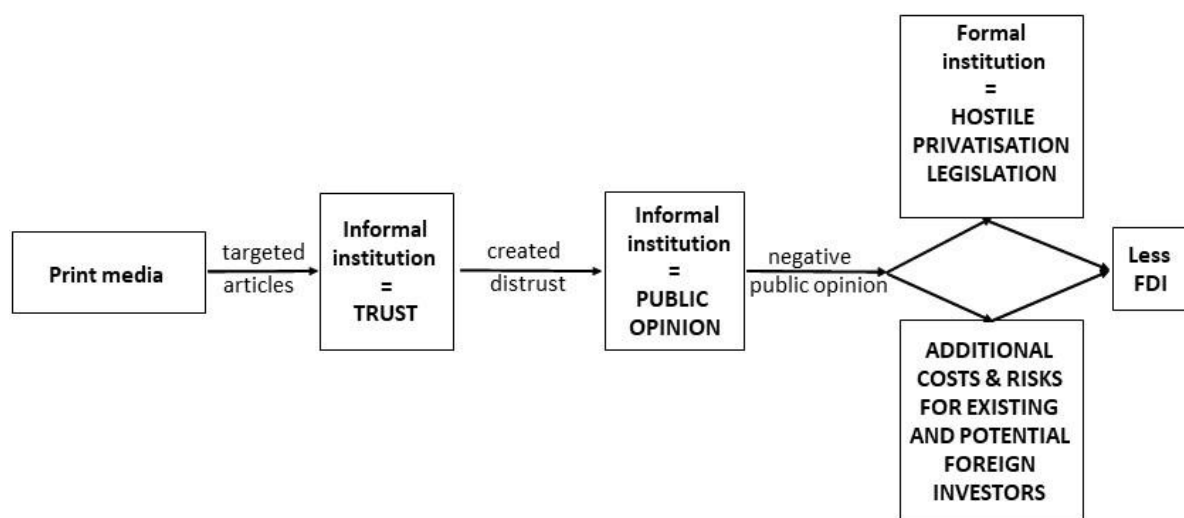 Print media
targeted
articles
Informal
institution
=
TRUST
created
distrust
Informal
institution
=
PUBLIC
OPINION
negative
public opinion
Formal
institution
=
HOSTILE
PRIVATISATION
LEGISLATION
ADDITIONAL
COSTS & RISKS
FOR EXISTING
AND POTENTIAL
FOREIGN
INVESTORS
Less
FDI